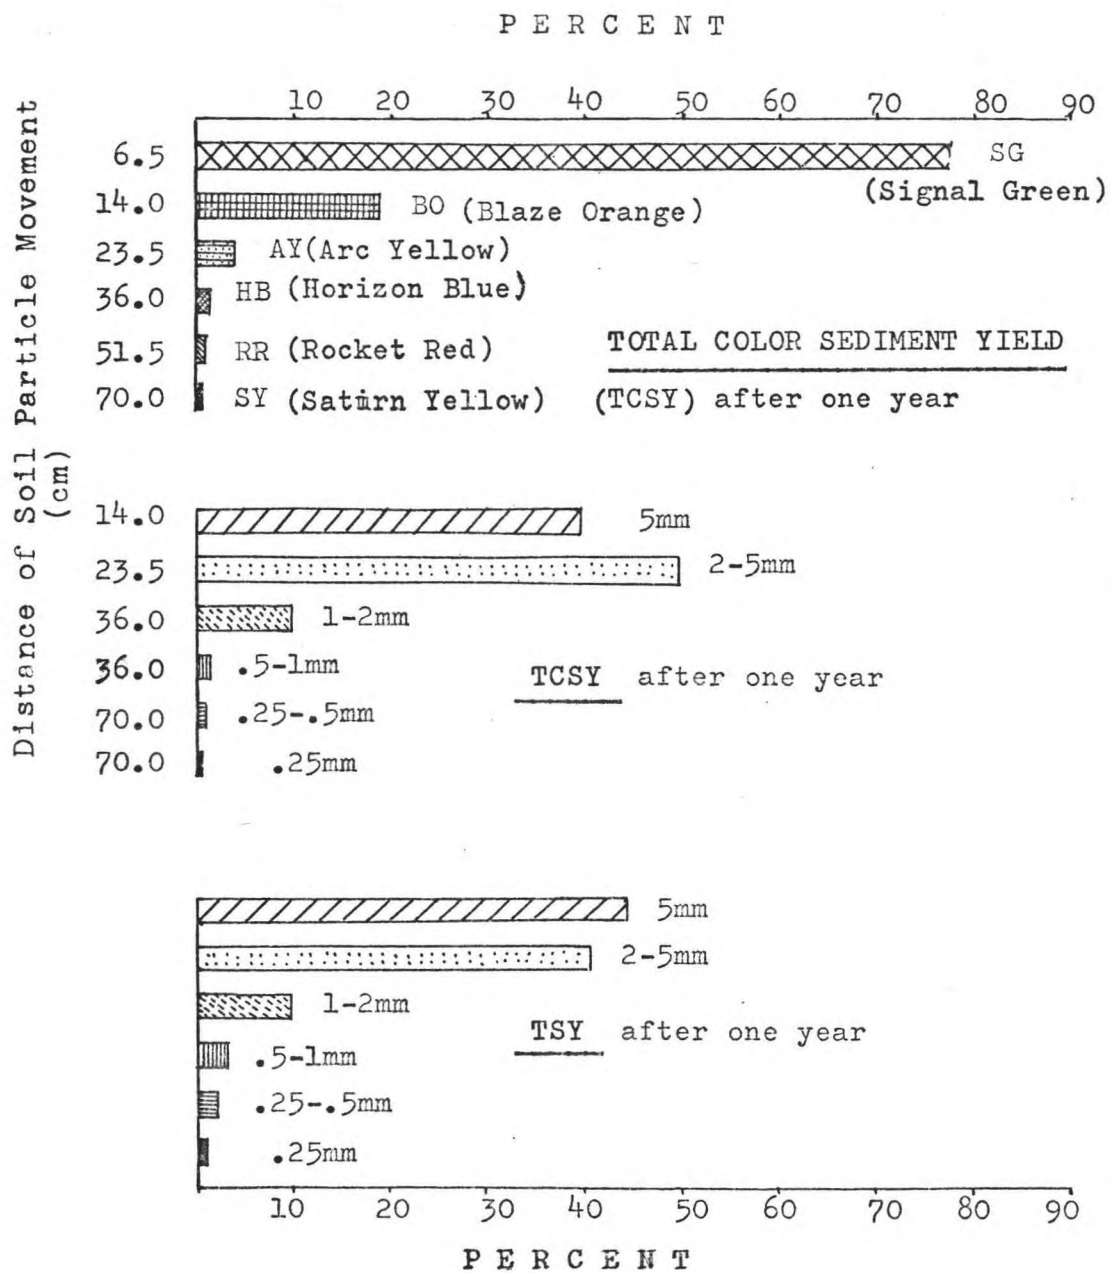 PERCENT
10 20 30 40 50 60 70 80 90
Distance of Soil Particle Movement
(cm)
6.5 SG
(Signal Green)
14.0 BO (Blaze Orange)
23.5 AY(Arc Yellow)
36.0 HB (Horizon Blue)
51.5 RR (Rocket Red)
TOTAL COLOR SEDIMENT YIELD
70.0 SY (Saturn Yellow)
(TCSY) after one year
14.0 5mm
23.5 2-5mm
36.0 1-2mm
36.0 .5-1mm
TCSY after one year
70.0 .25-.5mm
70.0 .25mm
5mm
2-5mm
1-2mm
TSY after one year
.5-1mm
.25-.5mm
.25mm
10 20 30 40 50 60 70 80 90
PERCENT